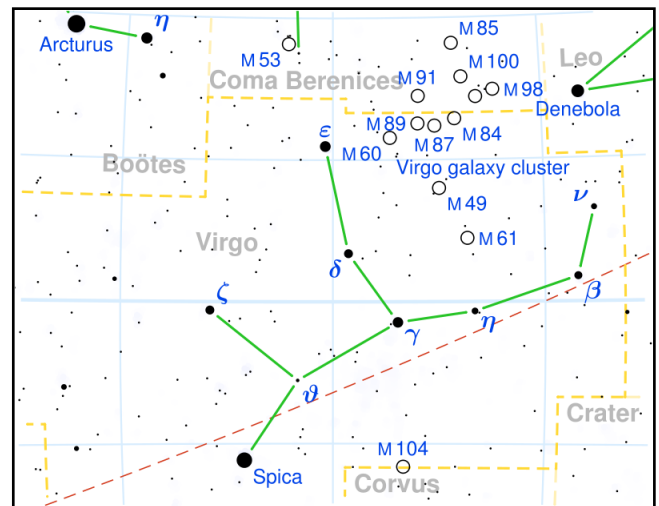 η
Arcturus
M 53
M 85
M 100
Leo
Coma Berenices
M 91
M 98
Denebola
ε
M 89
M 84
M 87
M 60
Boötes
Virgo galaxy cluster
ν
M 49
Virgo
M 61
δ
ζ
β
γ
η
ϑ
Crater
M 104
Spica
Corvus